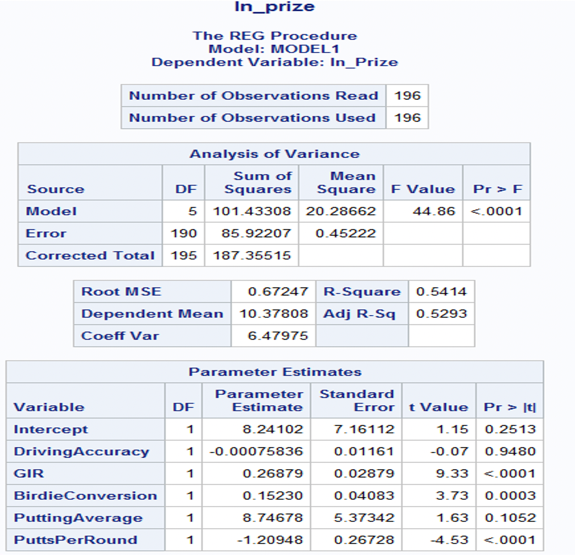 In_prize
The REG Procedure
Model: MODEL1
Dependent Variable: In_Prize
Number of Observations Read 196
Number of Observations Used 196
Analysis of Variance
Source DF Sum of Squares Mean Square F Value Pr > F
Model 5 101.43308 20.28662 44.86 <.0001
Error 190 85.92207 0.45222
Corrected Total 195 187.35515
Root MSE 0.67247 R-Square 0.5414
Dependent Mean 10.37808 Adj R-Sq 0.5293
Coeff Var 6.47975
Parameter Estimates
Variable DF Parameter Estimate Standard Error t Value Pr > |t|
Intercept 1 8.24102 7.16112 1.15 0.2513
DrivingAccuracy 1 -0.00075836 0.01161 -0.07 0.9480
GIR 1 0.26879 0.02879 9.33 <.0001
BirdieConversion 1 0.15230 0.04083 3.73 0.0003
PuttingAverage 1 8.74678 5.37342 1.63 0.1052
PuttsPerRound 1 -1.20948 0.26728 -4.53 <.0001